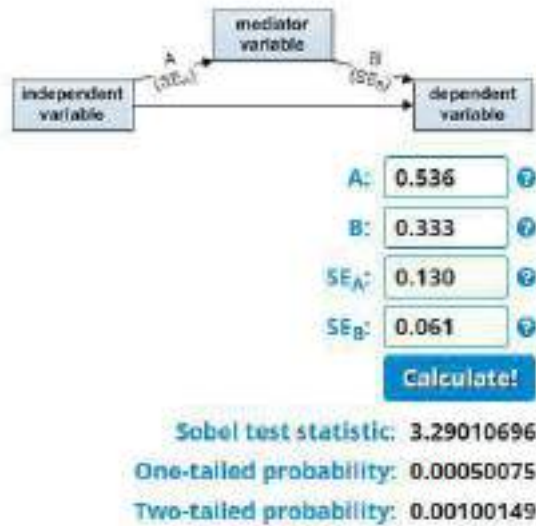 mediator
variable
A
(SEA)
B
(SEB)
independent
variable
dependent
variable
A: 0.536 ?
B: 0.333 ?
SEA: 0.130 ?
SEB: 0.061 ?
Calculate!
Sobel test statistic: 3.29010696
One-tailed probability: 0.00050075
Two-tailed probability: 0.00100149